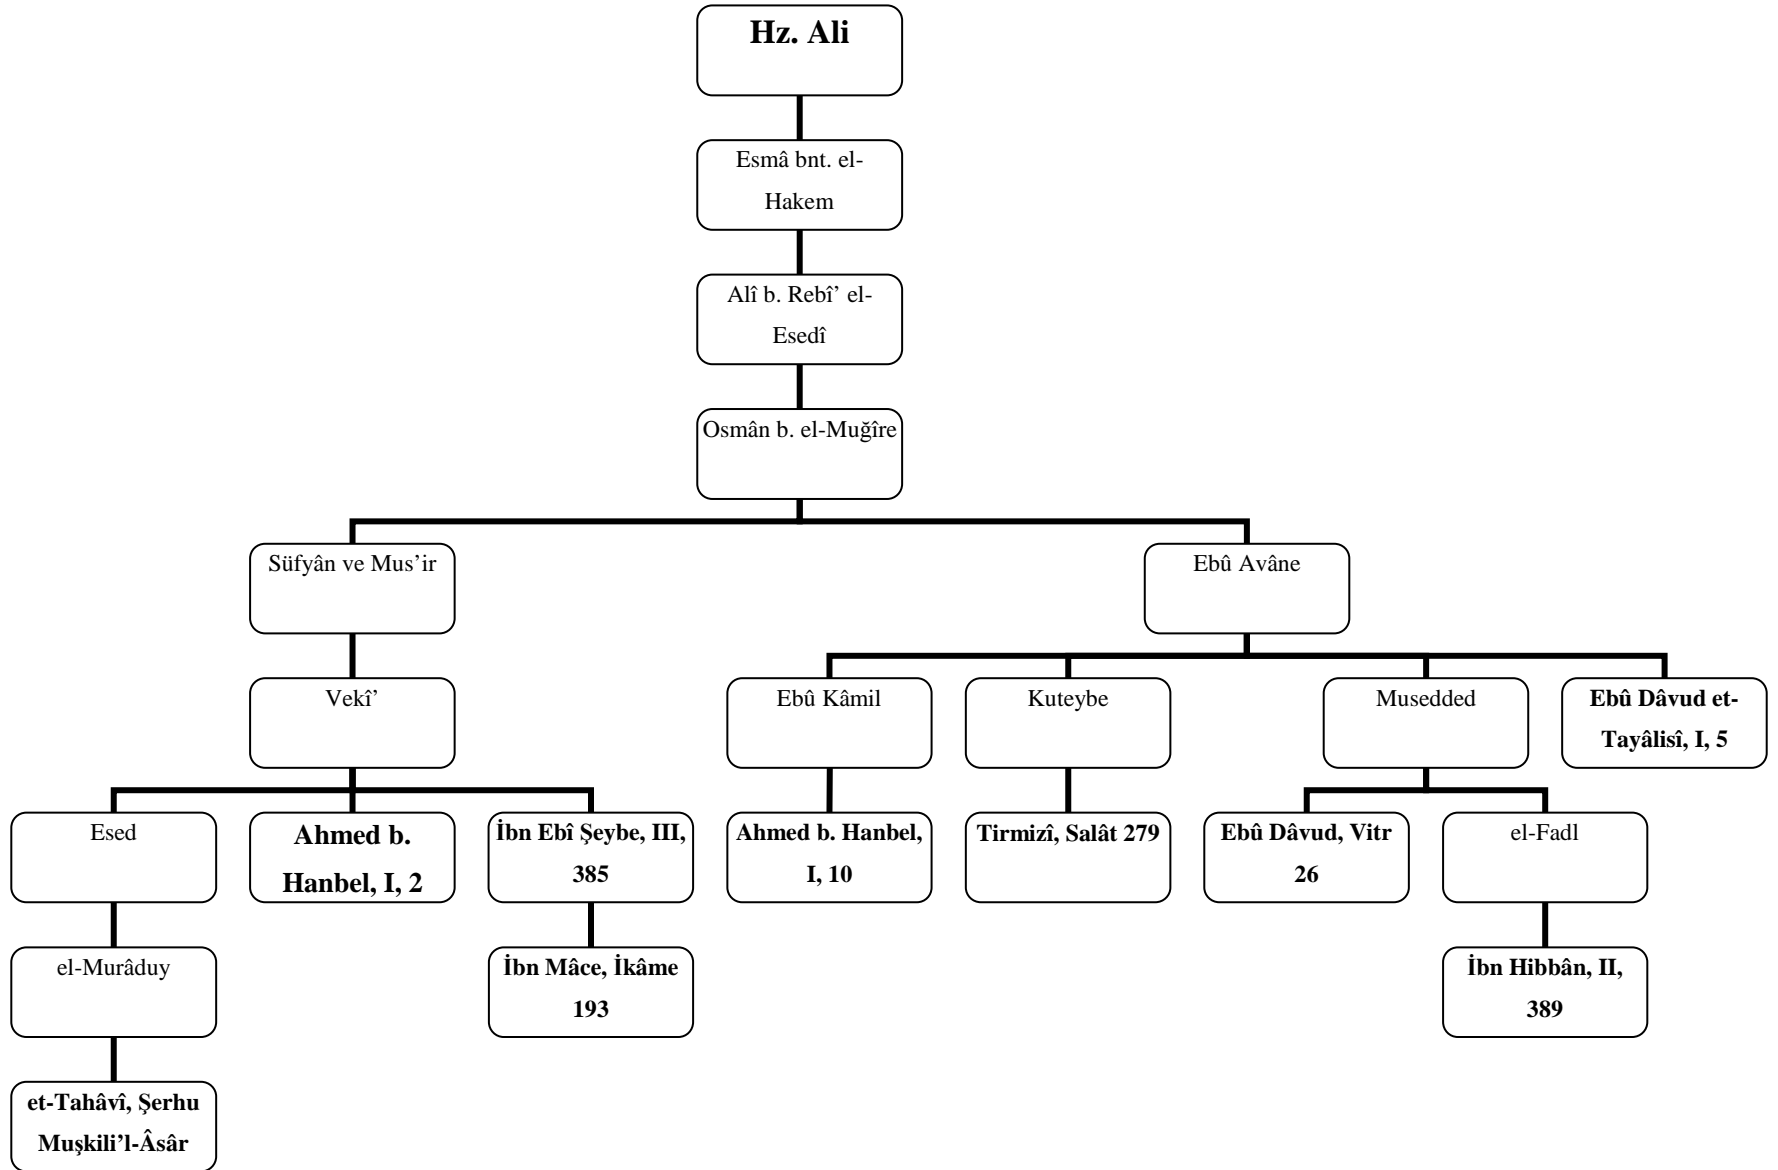 Hz. Ali
Esmâ bnt. el-
Hakem
Alî b. Rebî’ el-
Esedî
Osmân b. el-Muğîre
Süfyân ve Mus’ir
Ebû Avâne
Vekî’
Ebû Kâmil
Kuteybe
Musedded
Ebû Dâvud et-
Tayâlisî, I, 5
Esed
Ahmed b.
Hanbel, I, 2
İbn Ebî Şeybe, III,
385
Ahmed b. Hanbel,
I, 10
Tirmizî, Salât 279
Ebû Dâvud, Vitr
26
el-Fadl
el-Murâduy
İbn Mâce, İkâme
193
İbn Hibbân, II,
389
et-Tahâvî, Şerhu
Muşkili’l-Âsâr